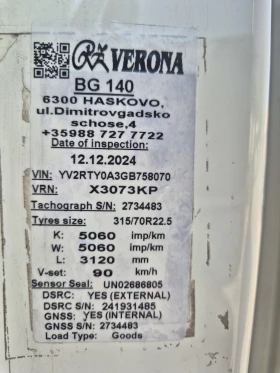 VERONA
BG 140
6300 HASKOVO,
ul.Dimitrovgradsko
schose,4
+35988 727 7722
Date of inspection:
12.12.2024
VIN: YV2RTY0A3GB758070
VRN: X3073KP
Tachograph S/N: 2734483
Tyres size: 315/70R22.5
K: 5060 imp/km
W: 5060 imp/km
L: 3120 mm
V-set: 90 km/h
Sensor Seal: UN02686805
DSRC: YES (EXTERNAL)
DSRC S/N: 241931485
GNSS: YES (INTERNAL)
GNSS S/N: 2734483
Load Type: Goods